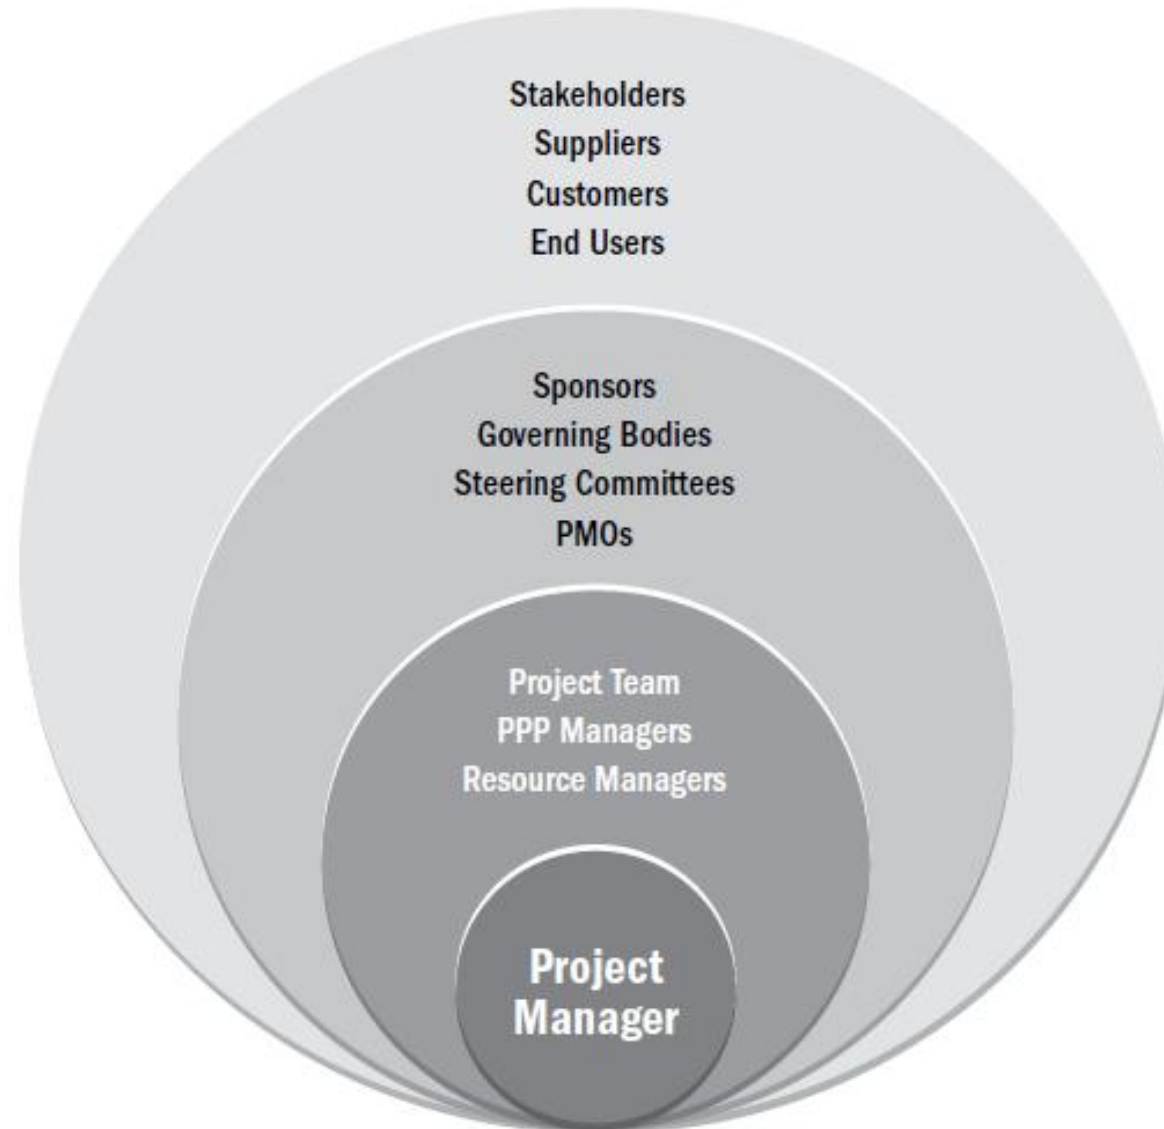 Stakeholders
Suppliers
Customers
End Users
Sponsors
Governing Bodies
Steering Committees
PMOs
Project Team
PPP Managers
Resource Managers
Project
Manager